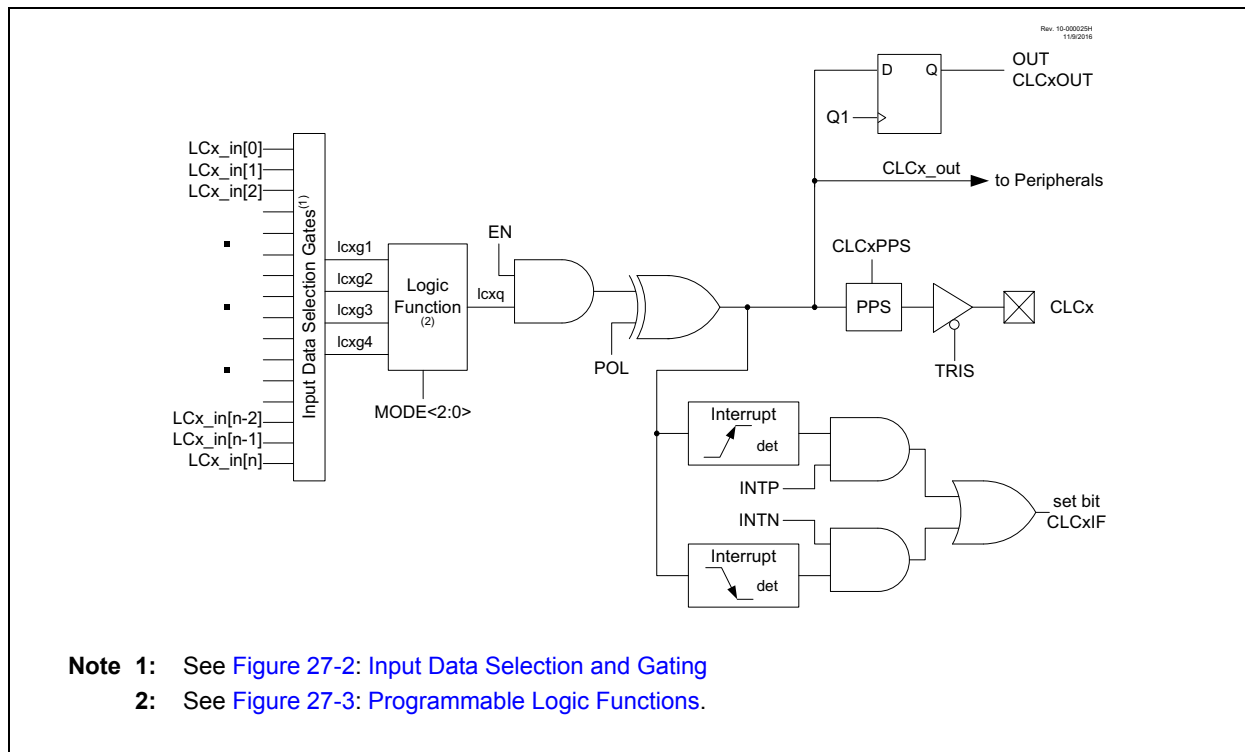 Rev. 10-000025H
11/9/2016
OUT
CLCxOUT
D
Q
Q1
LCx_in[0]
LCx_in[1]
LCx_in[2]
LCx_in[n-2]
LCx_in[n-1]
LCx_in[n]
Input Data Selection Gates(1)
lcxg1
lcxg2
lcxg3
lcxg4
Logic
Function
(2)
MODE<2:0>
lcxq
EN
POL
CLCx_out
to Peripherals
CLCxPPS
PPS
TRIS
CLCx
Interrupt
det
INTP
INTN
Interrupt
det
set bit
CLCxIF
Note 1: See Figure 27-2: Input Data Selection and Gating
2: See Figure 27-3: Programmable Logic Functions.